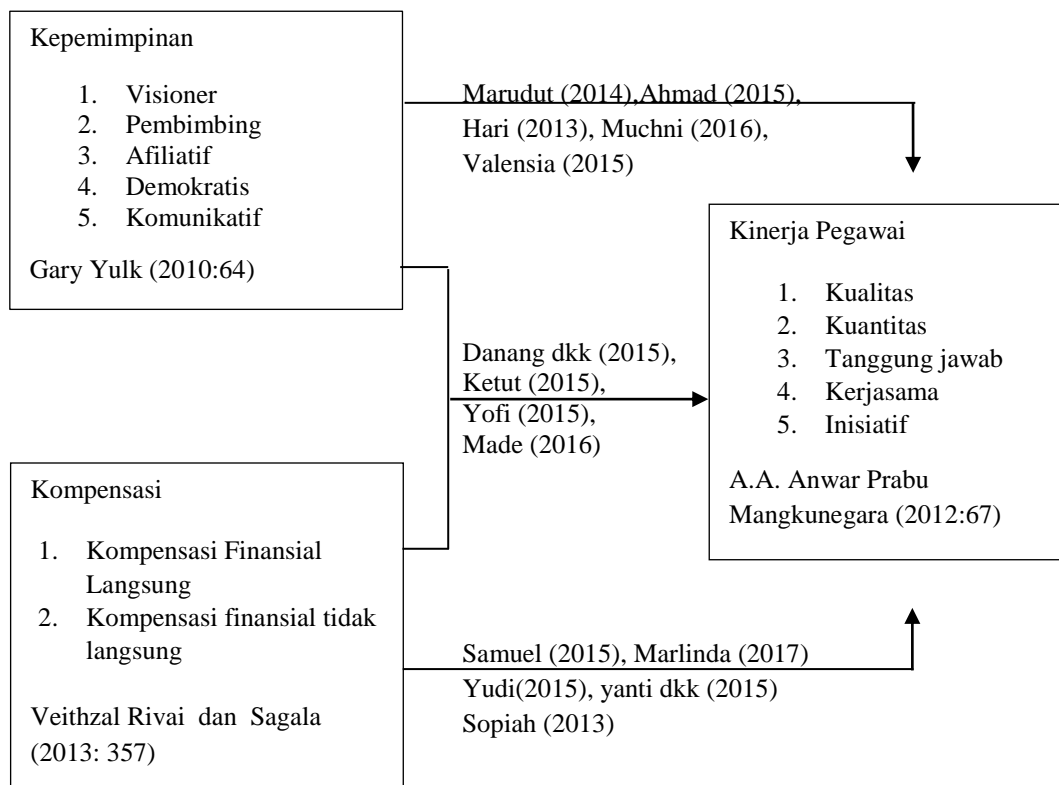 Kepemimpinan
1. Visioner
2. Pembimbing
3. Afiliatif
4. Demokratis
5. Komunikatif
Gary Yulk (2010:64)
Marudut (2014),Ahmad (2015),
Hari (2013), Muchni (2016),
Valensia (2015)
Kinerja Pegawai
1. Kualitas
2. Kuantitas
3. Tanggung jawab
4. Kerjasama
5. Inisiatif
A.A. Anwar Prabu
Mangkunegara (2012:67)
Danang dkk (2015),
Ketut (2015),
Yofi (2015),
Made (2016)
Kompensasi
1. Kompensasi Finansial
Langsung
2. Kompensasi finansial tidak
langsung
Veithzal Rivai dan Sagala
(2013: 357)
Samuel (2015), Marlinda (2017)
Yudi(2015), yanti dkk (2015)
Sopiah (2013)